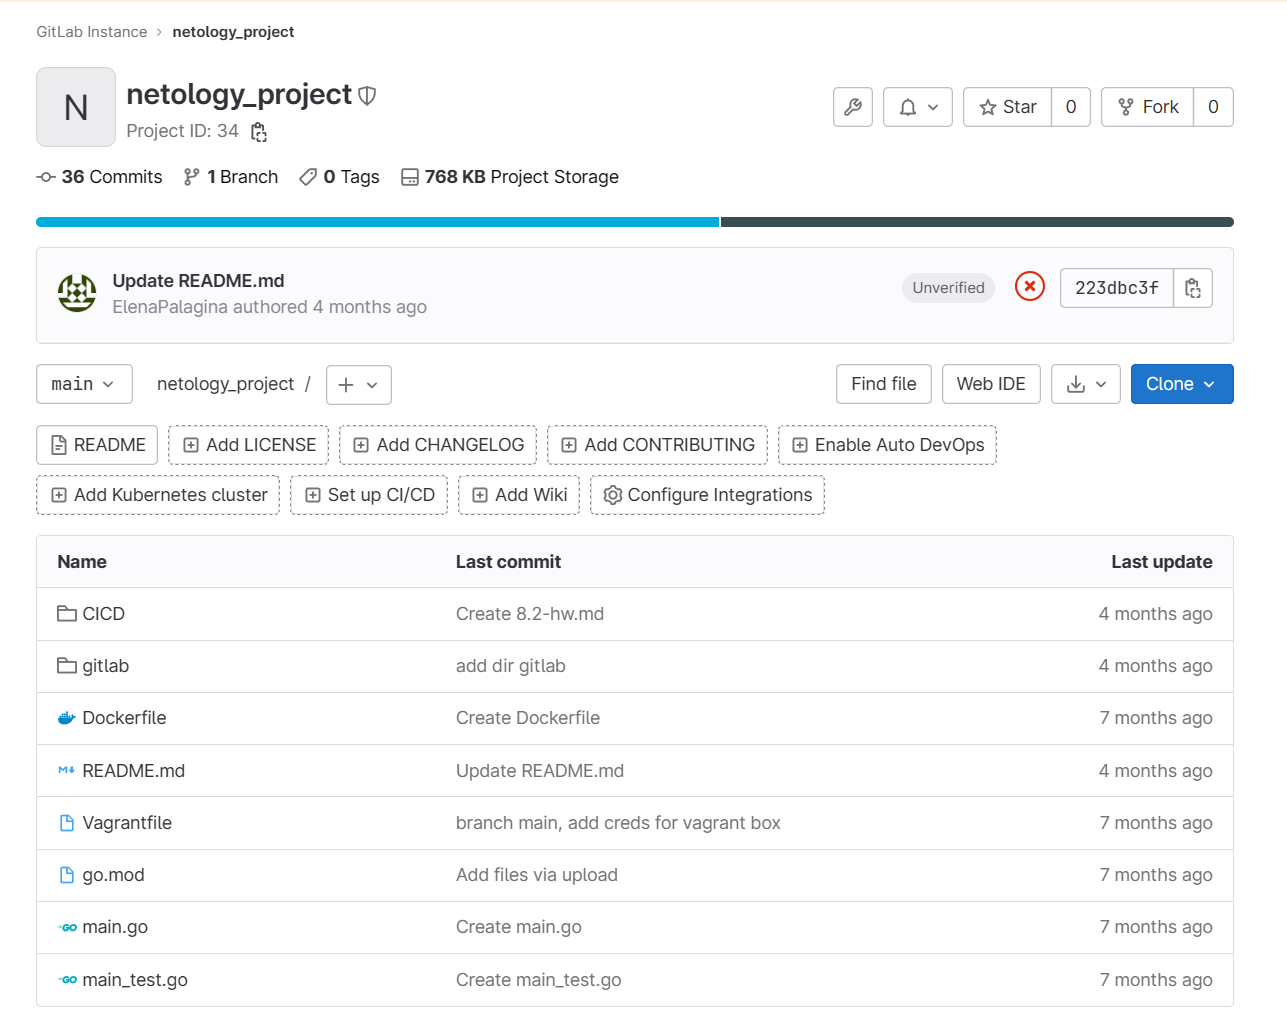 GitLab Instance › netology_project
N
netology_project
Project ID: 34
Star 0 Fork 0
36 Commits 1 Branch 0 Tags 768 KB Project Storage
Update README.md
ElenaPalagina authored 4 months ago
Unverified 223dbc3f
main netology_project / +
Find file Web IDE Clone
README Add LICENSE Add CHANGELOG Add CONTRIBUTING Enable Auto DevOps
Add Kubernetes cluster Set up CI/CD Add Wiki Configure Integrations
Name Last commit Last update
CICD Create 8.2-hw.md 4 months ago
gitlab add dir gitlab 4 months ago
Dockerfile Create Dockerfile 7 months ago
M↓ README.md Update README.md 4 months ago
Vagrantfile branch main, add creds for vagrant box 7 months ago
go.mod Add files via upload 7 months ago
GO main.go Create main.go 7 months ago
GO main_test.go Create main_test.go 7 months ago